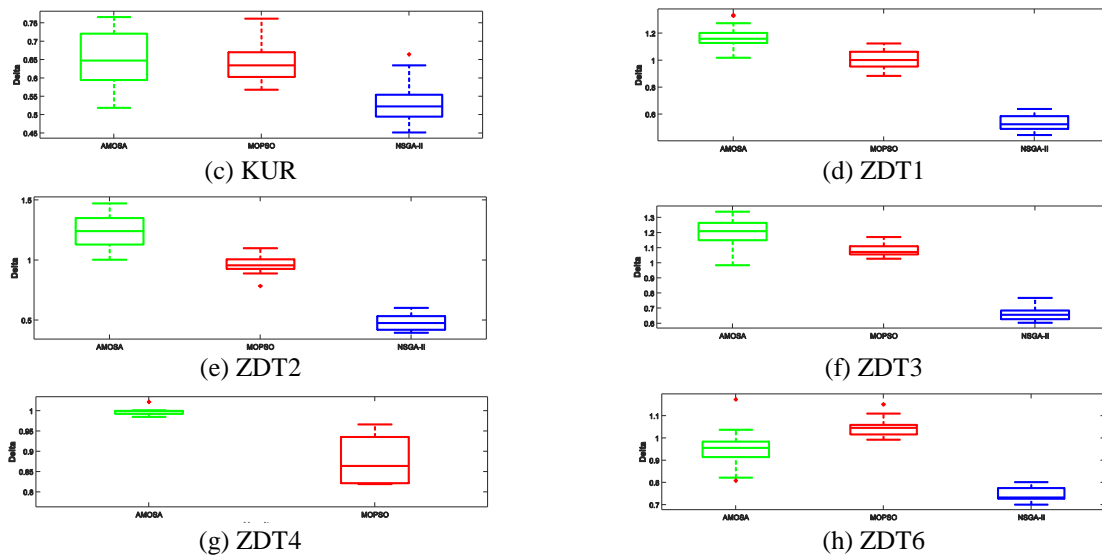 0.75
0.7
0.65
0.6
0.55
0.5
0.45
Delta
AMOSA
MOPSO
NSGA-II
(c) KUR
1.2
1
0.8
0.6
Delta
AMOSA
MOPSO
NSGA-II
(d) ZDT1
1.5
1
0.5
Delta
AMOSA
MOPSO
NSGA-II
(e) ZDT2
1.3
1.2
1.1
1
0.9
0.8
0.7
0.6
Delta
AMOSA
MOPSO
NSGA-II
(f) ZDT3
1
0.95
0.9
0.85
0.8
Delta
AMOSA
MOPSO
(g) ZDT4
1.1
1
0.9
0.8
0.7
Delta
AMOSA
MOPSO
NSGA-II
(h) ZDT6